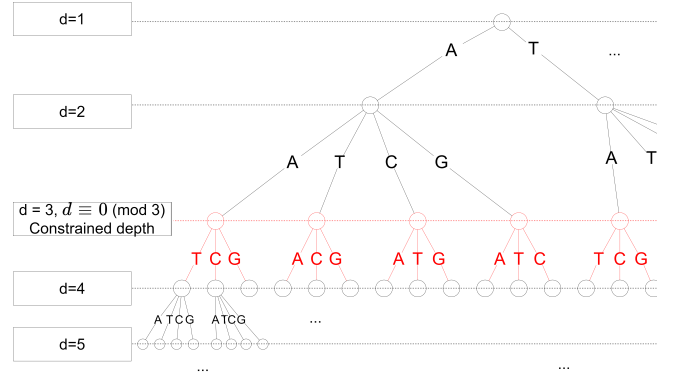 d=1
A
T
...
d=2
A
T
C
G
A
T
d = 3, d ≡ 0 (mod 3)
Constrained depth
T C G
A C G
A T G
A T C
T C G
d=4
A T C G
A T C G
...
d=5
...
...